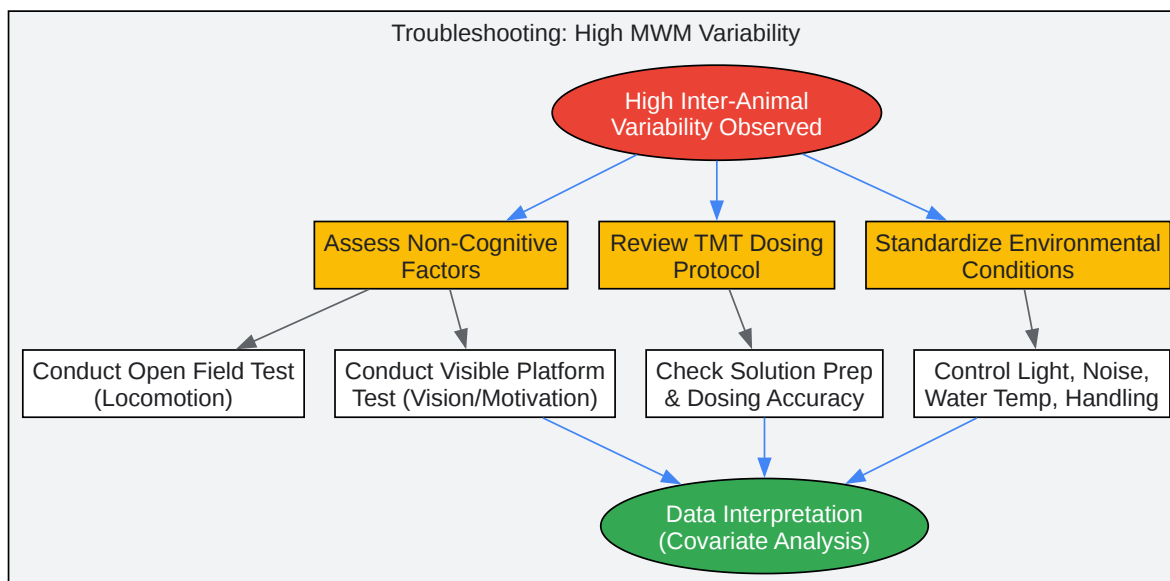 Troubleshooting: High MWM Variability
High Inter-Animal
Variability Observed
Assess Non-Cognitive
Factors
Review TMT Dosing
Protocol
Standardize Environmental
Conditions
Conduct Open Field Test
(Locomotion)
Conduct Visible Platform
Test (Vision/Motivation)
Check Solution Prep
& Dosing Accuracy
Control Light, Noise,
Water Temp, Handling
Data Interpretation
(Covariate Analysis)